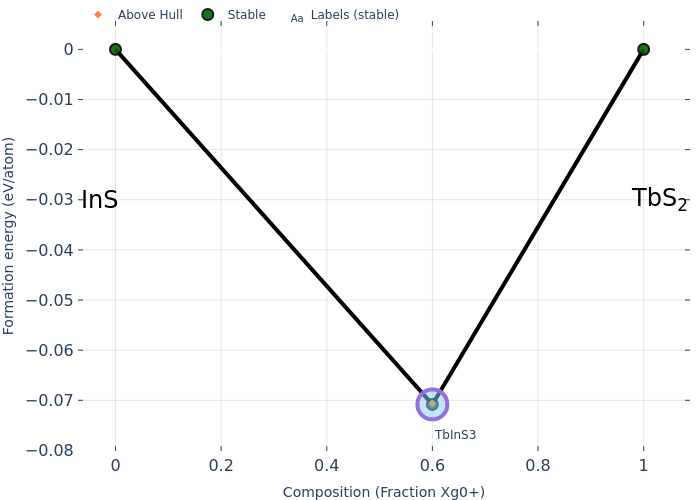 Above Hull
Stable
Aa Labels (stable)
0
−0.01
−0.02
−0.03
−0.04
−0.05
−0.06
−0.07
−0.08
Formation energy (eV/atom)
InS
TbS2
TbInS3
0 0.2 0.4 0.6 0.8 1
Composition (Fraction Xg0+)